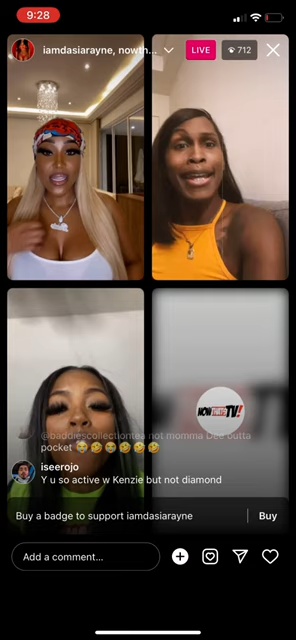 9:28
iamdasiarayne, nowth...
LIVE
712
NOW THATS TV!
@baddiescollectiontea not momma Dee outta
pocket 😭🤣😭🤣🤣🤣
iseerojo
Y u so active w Kenzie but not diamond
Buy a badge to support iamdasiarayne
Buy
Add a comment...